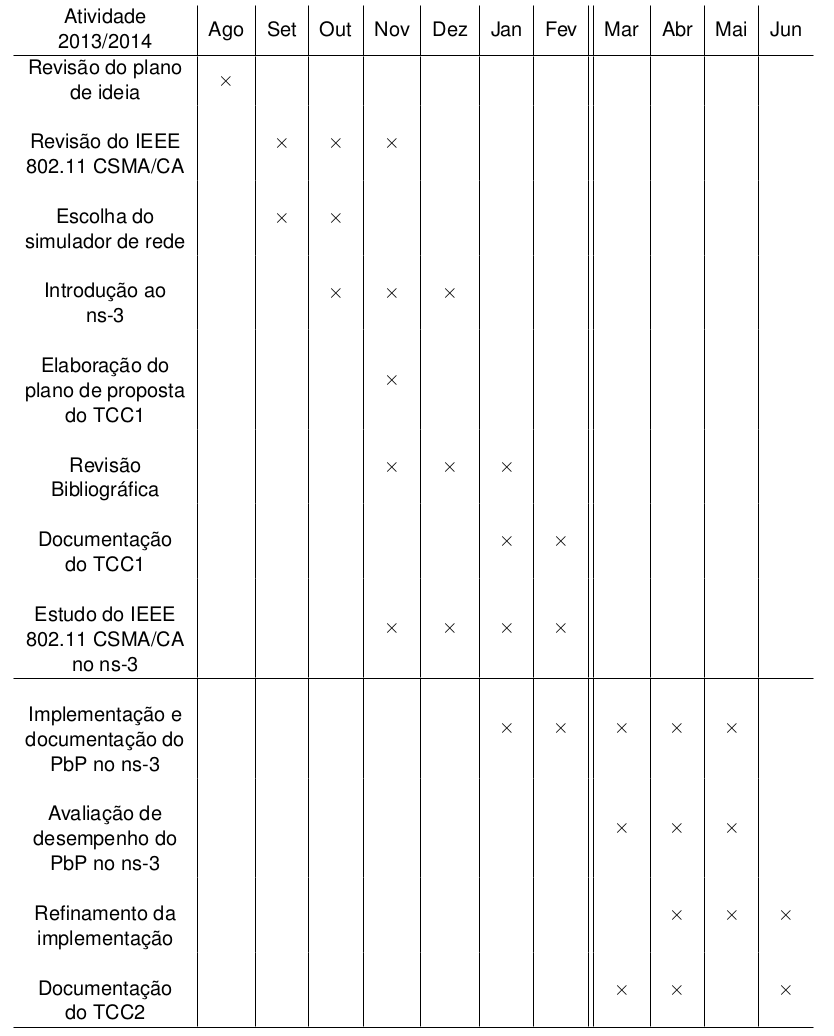 Atividade
2013/2014 Ago Set Out Nov Dez Jan Fev Mar Abr Mai Jun
Revisão do plano
de ideia ×
Revisão do IEEE × × ×
802.11 CSMA/CA
Escolha do × ×
simulador de rede
Introdução ao × × ×
ns-3
Elaboração do
plano de proposta ×
do TCC1
Revisão × × ×
Bibliográfica
Documentação × ×
do TCC1
Estudo do IEEE
802.11 CSMA/CA × × × ×
no ns-3
Implementação e
documentação do × × × × ×
PbP no ns-3
Avaliação de
desempenho do × × ×
PbP no ns-3
Refinamento da × × ×
implementação
Documentação × × ×
do TCC2